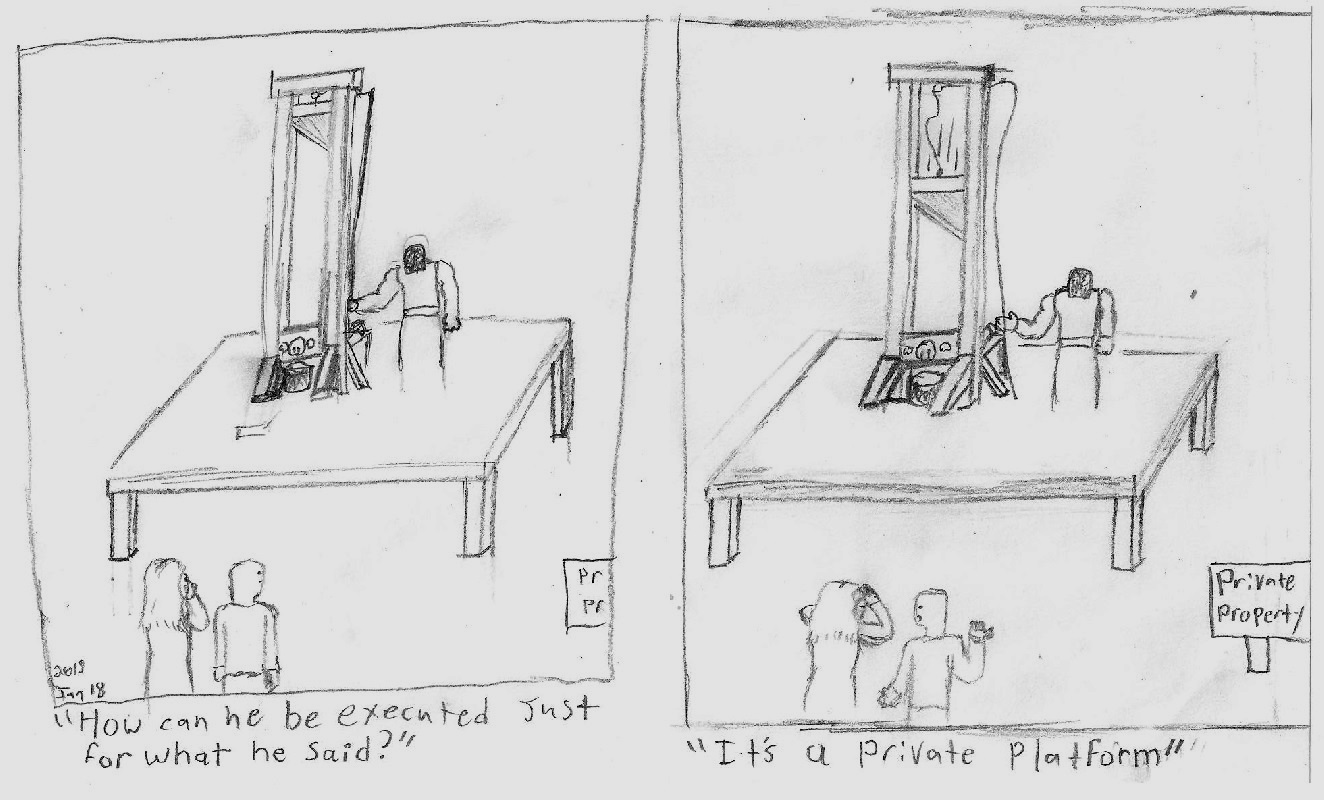 Pr
Pr
2019
Jan 18
"How can he be executed Just
for what he said?"
Private
Property
"It's a private platform"